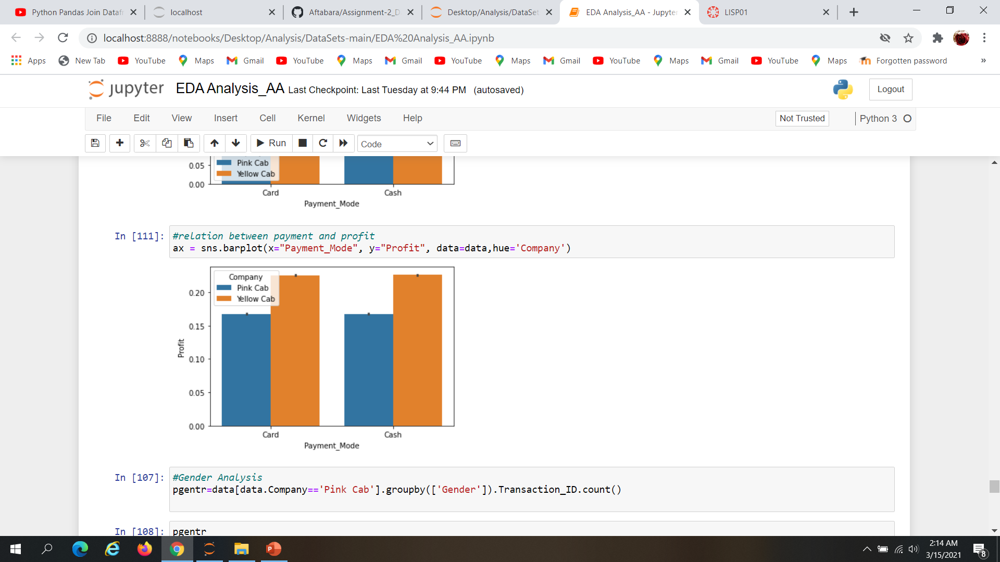 Python Pandas Join Datafr
localhost
Aftabara/Assignment-2_D
Desktop/Analysis/DataSet
EDA Analysis_AA - Jupyter
LISP01
localhost:8888/notebooks/Desktop/Analysis/DataSets-main/EDA%20Analysis_AA.ipynb
Apps New Tab YouTube Maps Gmail YouTube Maps Gmail YouTube Maps Gmail YouTube Maps Gmail YouTube Maps Forgotten password »
jupyter EDA Analysis_AA Last Checkpoint: Last Tuesday at 9:44 PM (autosaved)
Logout
File Edit View Insert Cell Kernel Widgets Help
Not Trusted
Python 3
Run
Code
0.05
0.00
Pink Cab
Yellow Cab
Card Cash
Payment_Mode
In [111]:
#relation between payment and profit
ax = sns.barplot(x="Payment_Mode", y="Profit", data=data,hue='Company')
Company
Pink Cab
Yellow Cab
0.20
0.15
0.10
0.05
0.00
Profit
Card Cash
Payment_Mode
In [107]:
#Gender Analysis
pgentr=data[data.Company=='Pink Cab'].groupby(['Gender']).Transaction_ID.count()
In [108]:
pgentr
2:14 AM
3/15/2021
8